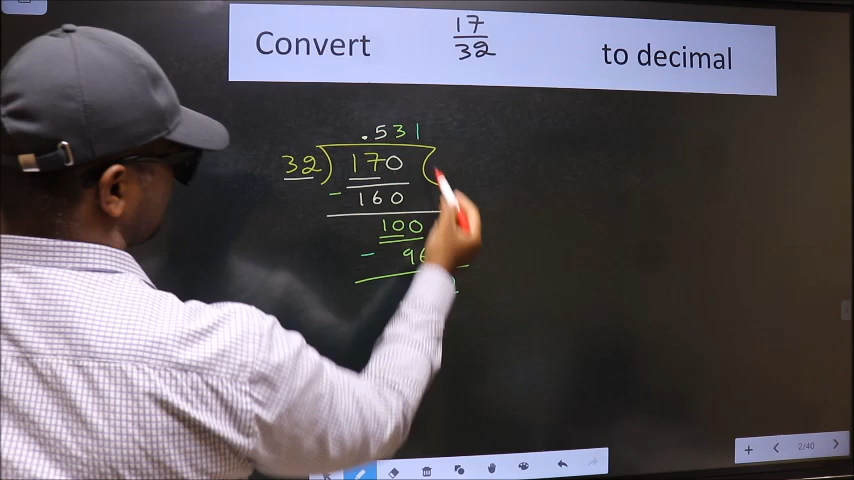 Convert 17/32 to decimal
.531
32 ) 170 (
- 160
100
- 96
2/40